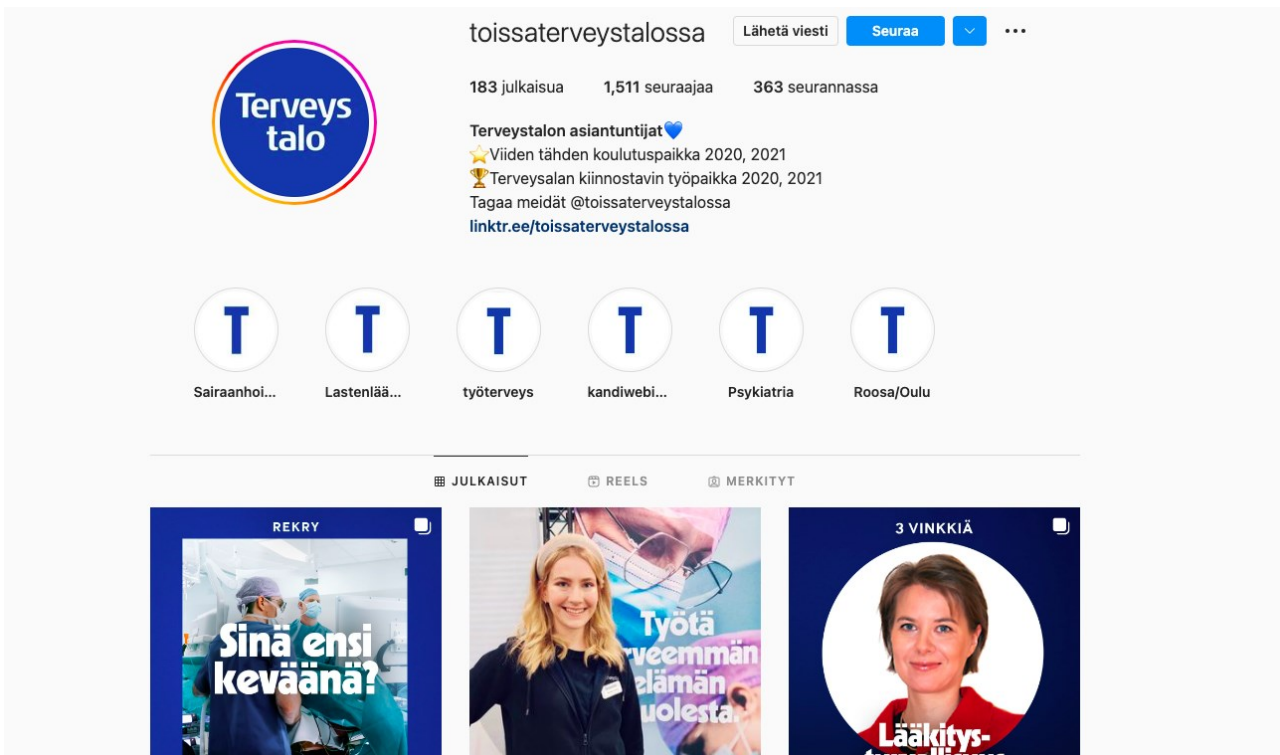 toissaterveystalossa
Lähetä viesti
Seuraa
183 julkaisua 1,511 seuraajaa 363 seurannassa
Terveys
talo
Terveystalon asiantuntijat💙
⭐Viiden tähden koulutuspaikka 2020, 2021
🏆Terveysalan kiinnostavin työpaikka 2020, 2021
Tagaa meidät @toissaterveystalossa
linktr.ee/toissaterveystalossa
T T T T T T
Sairaanhoi... Lastenlää... työterveys kandiwebi... Psykiatria Roosa/Oulu
JULKAISUT REELS MERKITYT
REKRY
Sinä ensi
keväänä?
Työtä
veemmän
elämän
uolesta.
3 VINKKIÄ
Lääkitys-